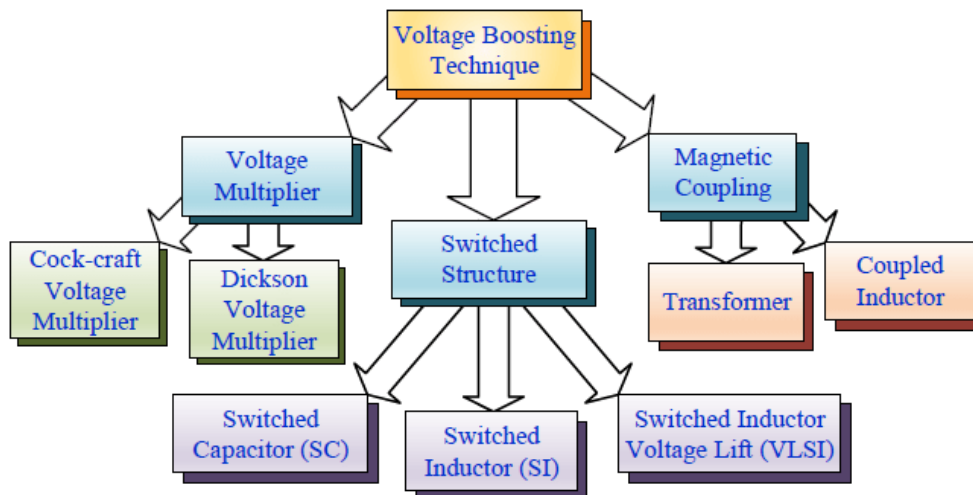 Voltage Boosting
Technique
Voltage
Multiplier
Magnetic
Coupling
Switched
Structure
Cock-craft
Voltage
Multiplier
Dickson
Voltage
Multiplier
Transformer
Coupled
Inductor
Switched
Capacitor (SC)
Switched
Inductor (SI)
Switched Inductor
Voltage Lift (VLSI)